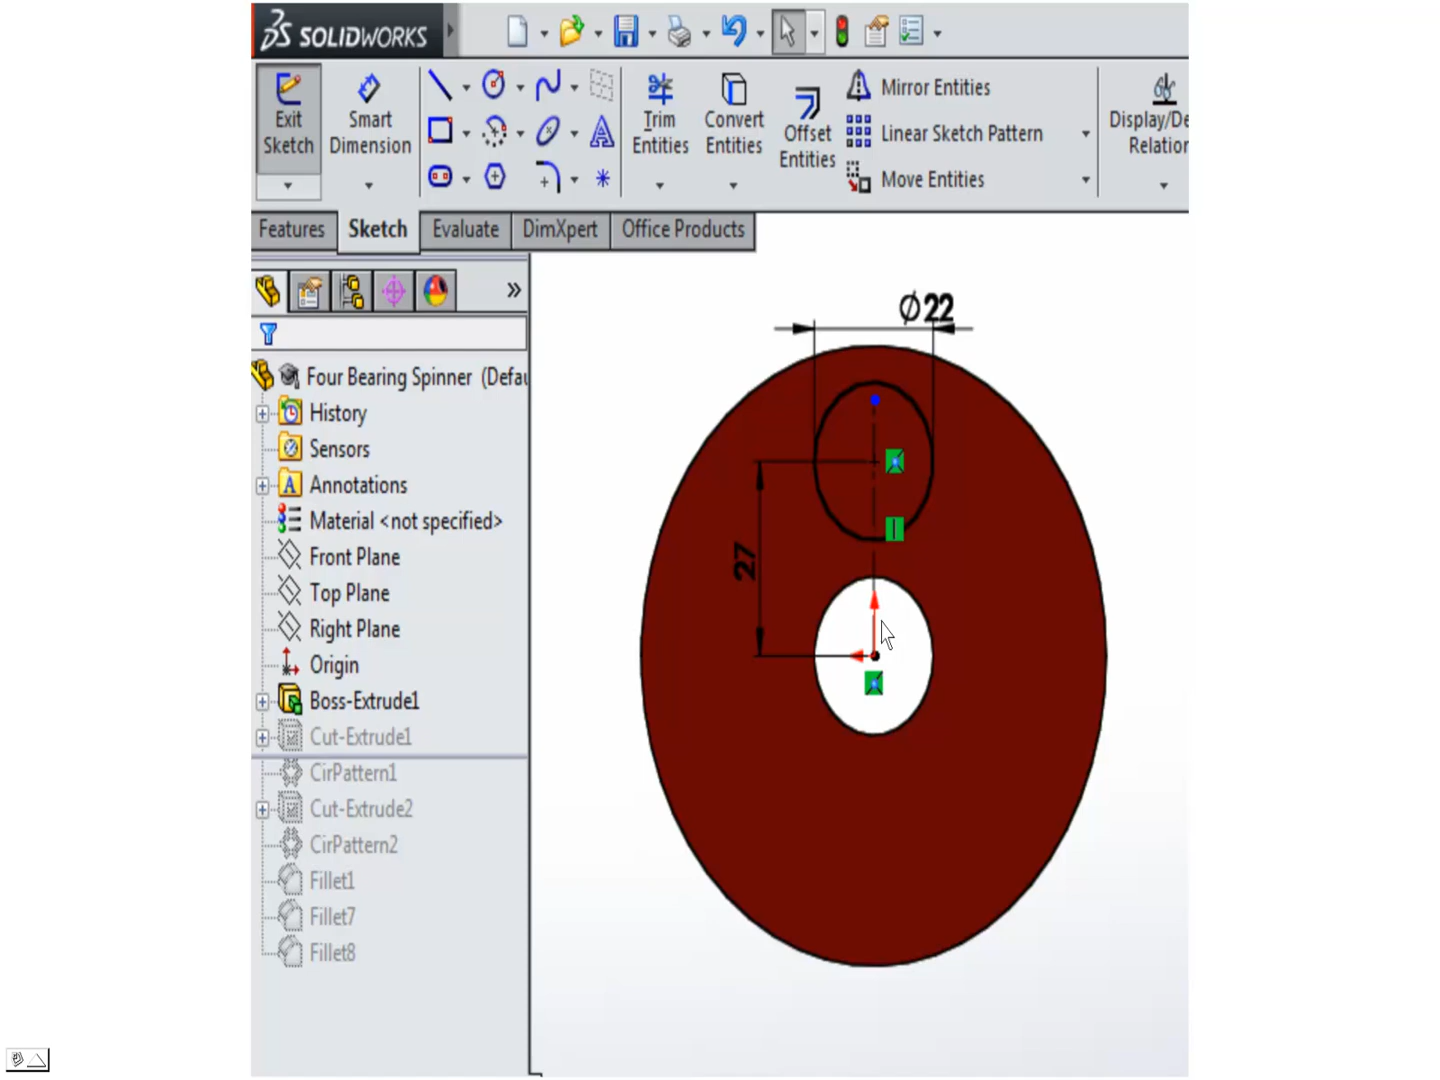 SOLIDWORKS
Exit Sketch
Smart Dimension
Trim Entities
Convert Entities
Offset Entities
Mirror Entities
Linear Sketch Pattern
Move Entities
Display/De
Relation
Features
Sketch
Evaluate
DimXpert
Office Products
Four Bearing Spinner (Defau
History
Sensors
Annotations
Material <not specified>
Front Plane
Top Plane
Right Plane
Origin
Boss-Extrude1
Cut-Extrude1
CirPattern1
Cut-Extrude2
CirPattern2
Fillet1
Fillet7
Fillet8
Ø22
27